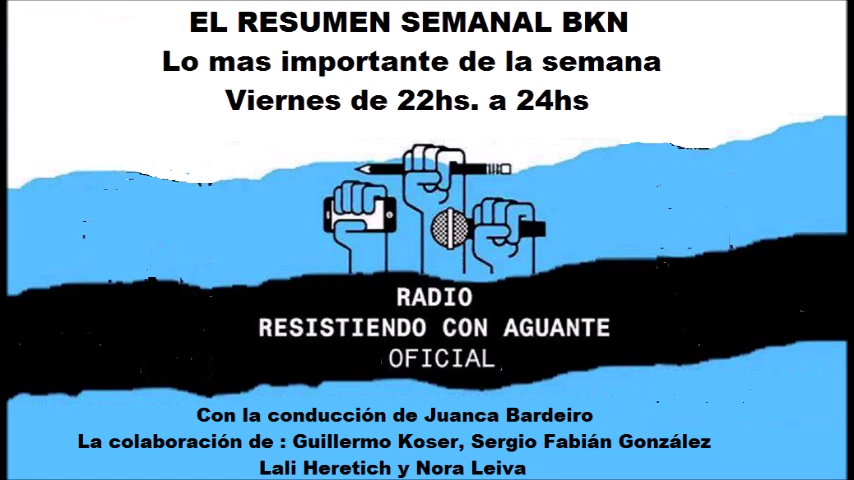 EL RESUMEN SEMANAL BKN
Lo mas importante de la semana
Viernes de 22hs. a 24hs
RADIO
RESISTIENDO CON AGUANTE
OFICIAL
Con la conducción de Juanca Bardeiro
La colaboración de : Guillermo Koser, Sergio Fabián González
Lali Heretich y Nora Leiva